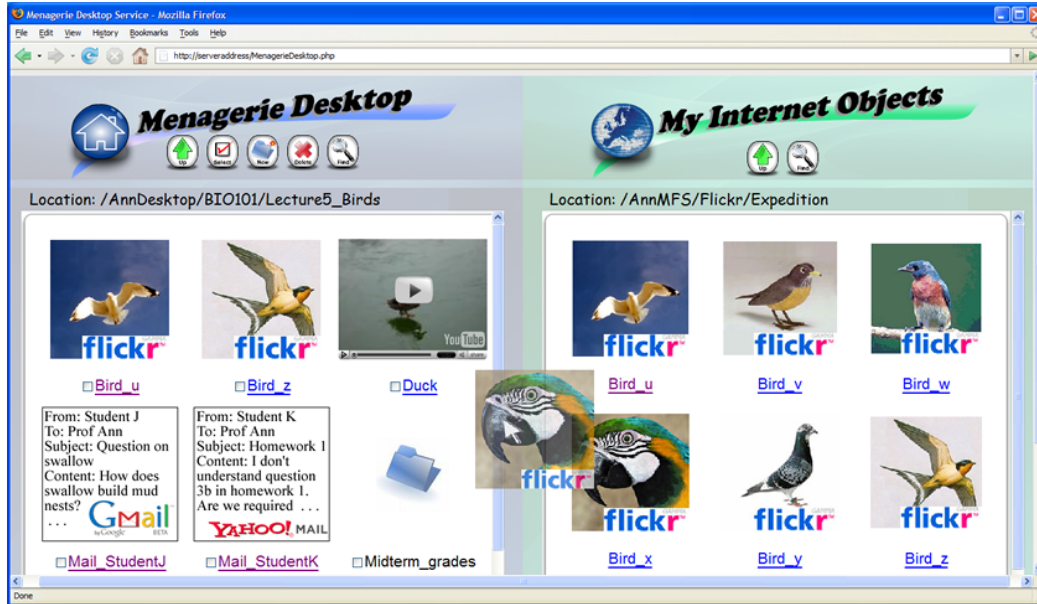 Menagerie Desktop Service - Mozilla Firefox
File Edit View History Bookmarks Tools Help
http://serveraddress/MenagerieDesktop.php
Menagerie Desktop
Up Select New Delete Find
My Internet Objects
Up Find
Location: /AnnDesktop/BIO101/Lecture5_Birds
Location: /AnnMFS/Flickr/Expedition
flickr
flickr
YouTube
share
Bird_u
Bird_z
Duck
From: Student J
To: Prof Ann
Subject: Question on
swallow
Content: How does
swallow build mud
nests?
. . .
GMail
by Google BETA
From: Student K
To: Prof Ann
Subject: Homework 1
Content: I don't
understand question
3b in homework 1.
Are we required . . .
YAHOO! MAIL
Mail_StudentJ
Mail_StudentK
Midterm_grades
flickr
flickr GAMMA
flickr GAMMA
flickr
Bird_u
Bird_v
Bird_w
flickr
flickr GAMMA
flickr GAMMA
Bird_x
Bird_y
Bird_z
Done